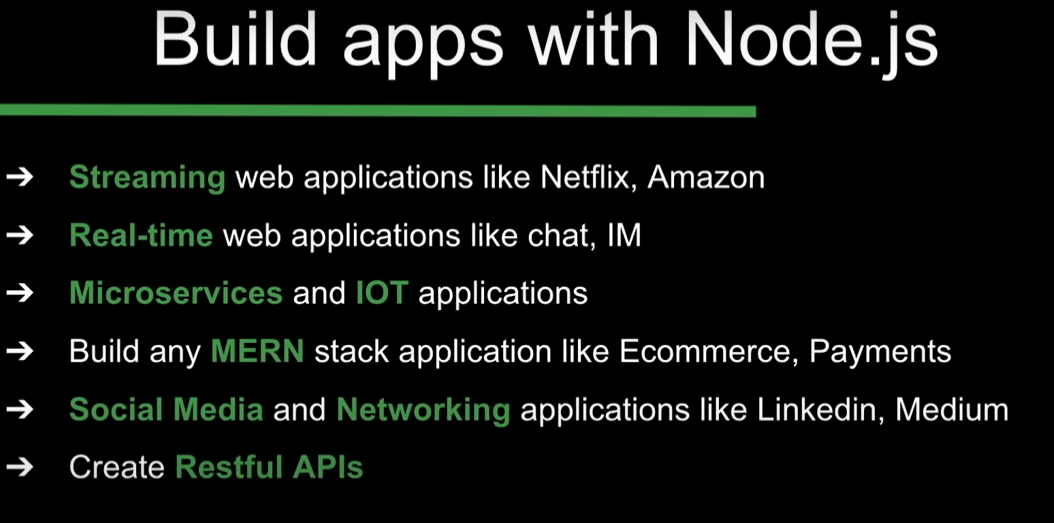 Build apps with Node.js
➔ Streaming web applications like Netflix, Amazon
➔ Real-time web applications like chat, IM
➔ Microservices and IOT applications
➔ Build any MERN stack application like Ecommerce, Payments
➔ Social Media and Networking applications like Linkedin, Medium
➔ Create Restful APIs